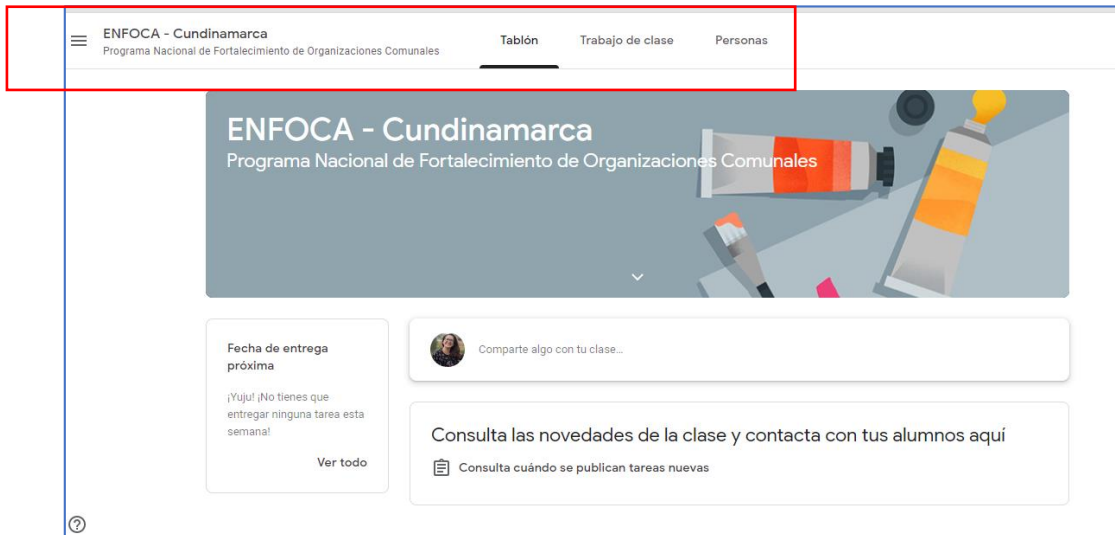 ENFOCA - Cundinamarca
Programa Nacional de Fortalecimiento de Organizaciones Comunales
Tablón
Trabajo de clase
Personas
ENFOCA - Cundinamarca
Programa Nacional de Fortalecimiento de Organizaciones Comunales
Fecha de entrega
próxima
¡Yuju! ¡No tienes que
entregar ninguna tarea esta
semana!
Ver todo
Comparte algo con tu clase...
Consulta las novedades de la clase y contacta con tus alumnos aquí
Consulta cuándo se publican tareas nuevas